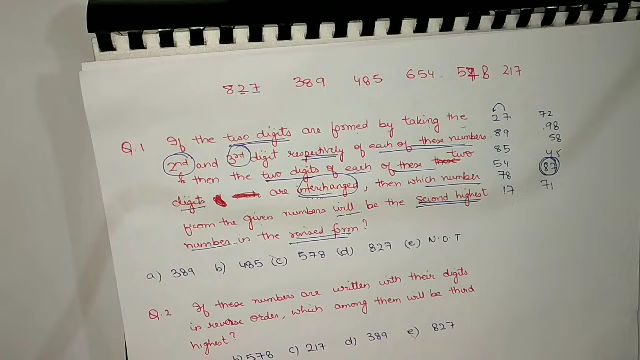 827 389 485 654 578 217
Q.1 If the two digits are formed by taking the
2nd and 3rd digit respectively of each of these numbers
& then the two digits of each of these two
digits are interchanged, then which number
from the given numbers will be the second highest
number in the revised form?
27 72
89 98
85 58
54 45
78 87
17 71
a) 389 b) 485 (c) 578 (d) 827 (e) N.O.T
Q.2 If these numbers are written with their digits
in reverse order, which among them will be third
highest?
b) 578 c) 217 d) 389 e) 827